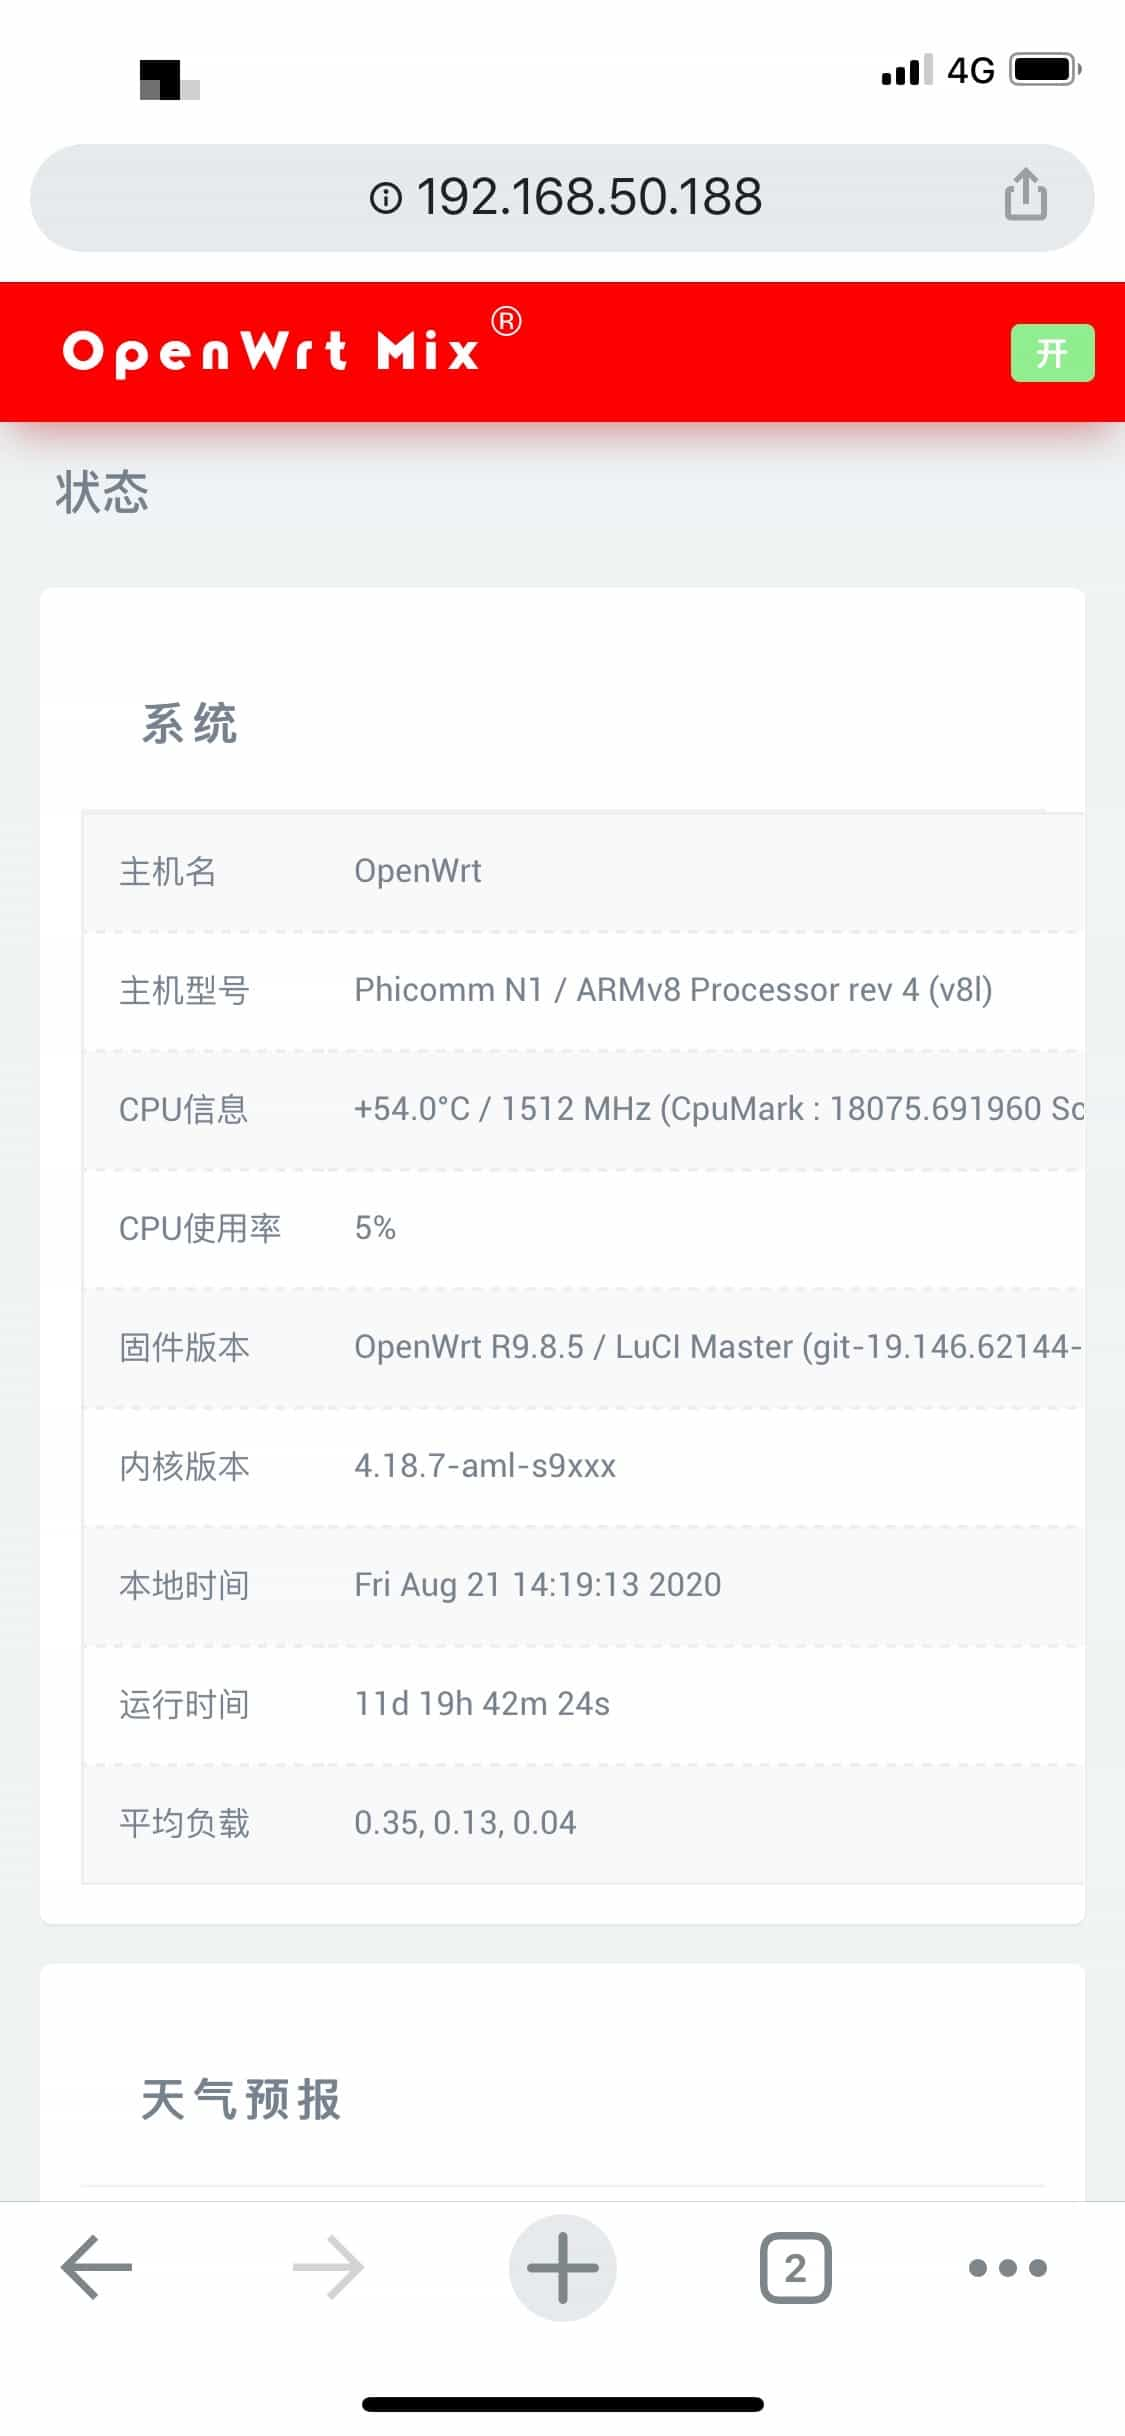 4G
192.168.50.188
OpenWrt Mix®
开
状态
系统
主机名 OpenWrt
主机型号 Phicomm N1 / ARMv8 Processor rev 4 (v8l)
CPU信息 +54.0°C / 1512 MHz (CpuMark : 18075.691960 Sc
CPU使用率 5%
固件版本 OpenWrt R9.8.5 / LuCI Master (git-19.146.62144-
内核版本 4.18.7-aml-s9xxx
本地时间 Fri Aug 21 14:19:13 2020
运行时间 11d 19h 42m 24s
平均负载 0.35, 0.13, 0.04
天气预报
2